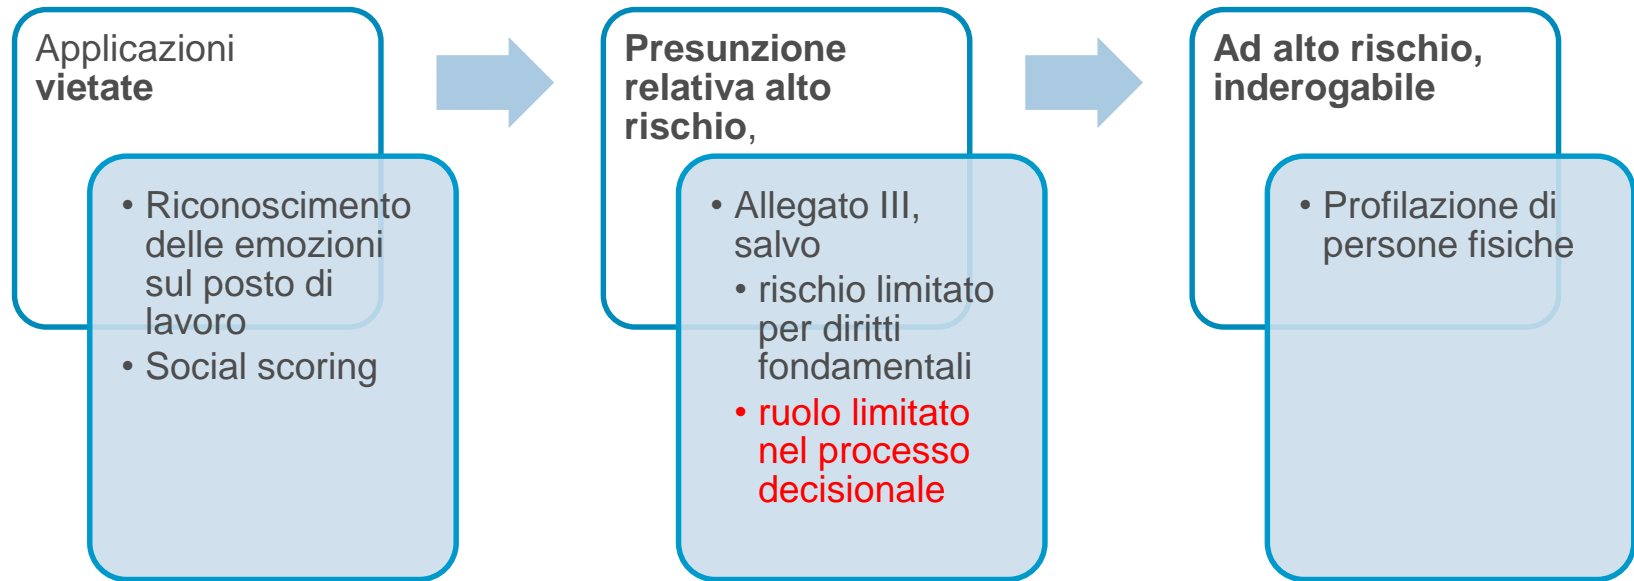 Applicazioni
vietate
• Riconoscimento
delle emozioni
sul posto di
lavoro
• Social scoring
Presunzione
relativa alto
rischio,
• Allegato III,
salvo
• rischio limitato
per diritti
fondamentali
• ruolo limitato
nel processo
decisionale
Ad alto rischio,
inderogabile
• Profilazione di
persone fisiche